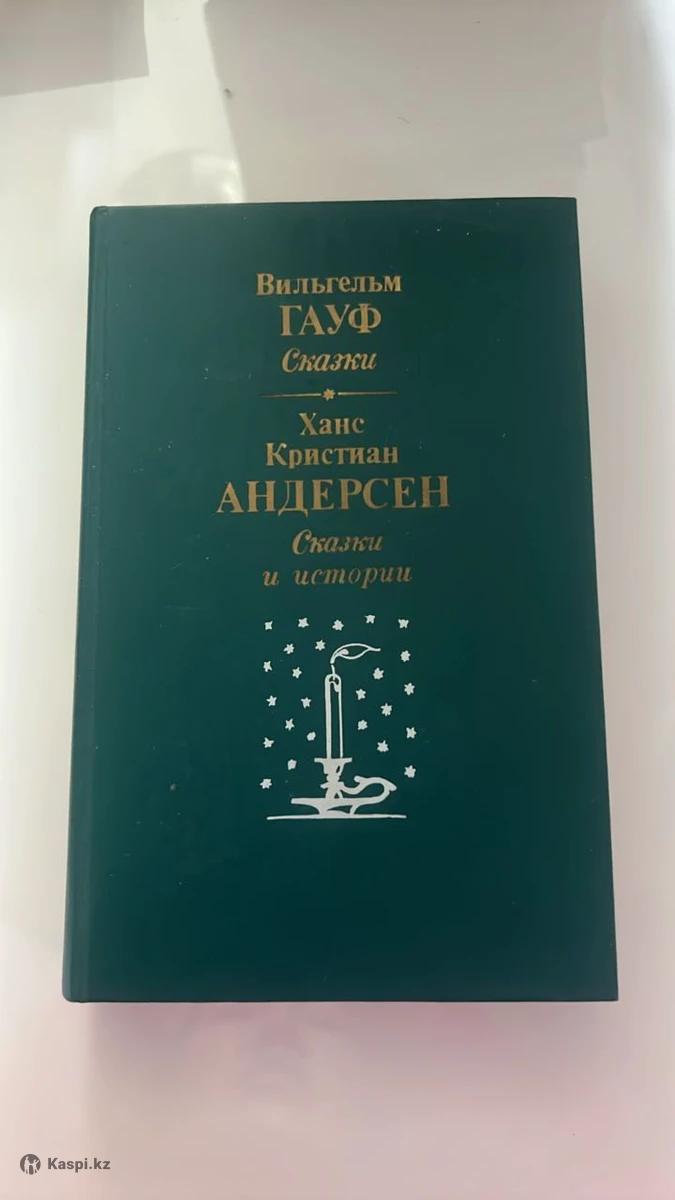 Вильгельм
ГАУФ
Сказки
Ханс
Кристиан
АНДЕРСЕН
Сказки
и истории
Kaspi.kz